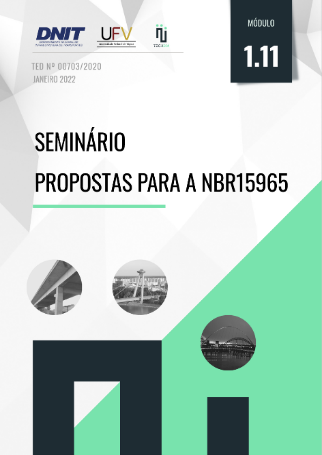 DNIT
UFV
MÓDULO
1.11
TED Nº 00703/2020
JANEIRO 2022
SEMINÁRIO
PROPOSTAS PARA A NBR15965